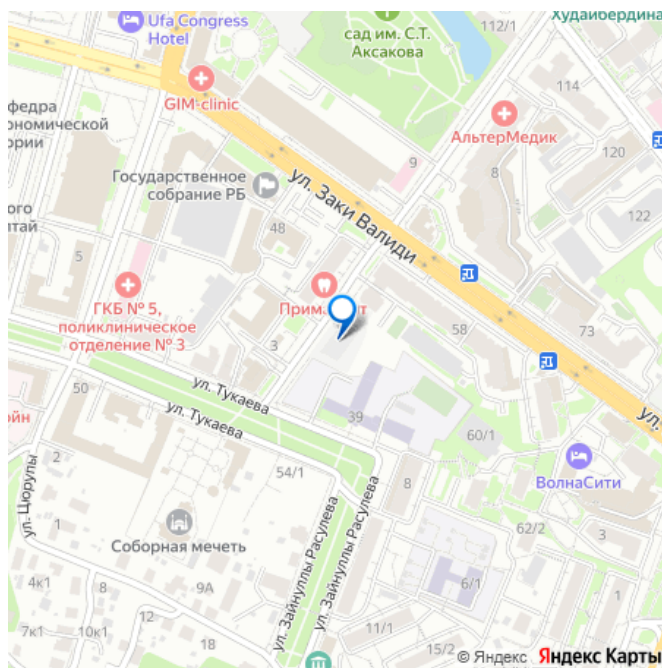 Ufa Congress
Hotel
сад им. С.Т.
Аксакова
112/1
Худайбердина
114
GIM-clinic
АльтерМедик
120
9
8
122
Государственное
собрание РБ
ул. Заки Валиди
48
5
ГКБ № 5,
поликлиническое
отделение № 3
3
58
73
50
ул. Тукаева
ул. Тукаева
39
60/1
ул.
54/1
8
ВолнаСити
2
ул. Цюрупы
1
Соборная мечеть
ул. Зайнуллы Расулева
ул. Зайнуллы Расулева
62/2
3
4к1
9А
6/1
8
12
7к1
10к1
18
11/1
15/2
© Яндекс Яндекс Карты